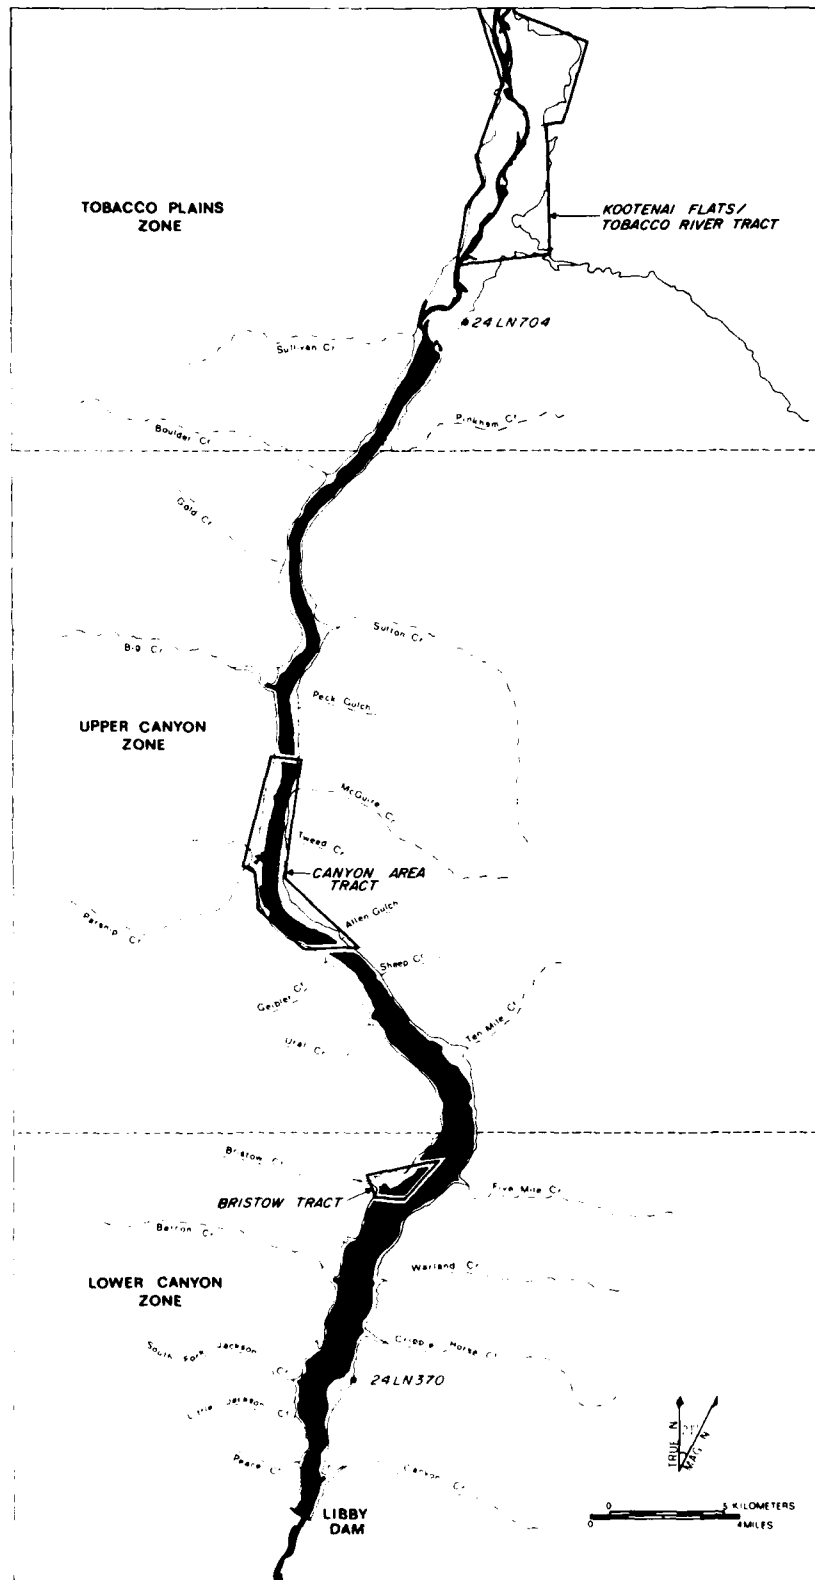 TOBACCO PLAINS
ZONE
KOOTENAI FLATS/
TOBACCO RIVER TRACT
24LN704
Sullivan Cr
Pinkham Cr
Boulder Cr
Gold Cr
Sutton Cr
Big Cr
Peck Gulch
UPPER CANYON
ZONE
McGuire Cr
Tweed Cr
CANYON AREA
TRACT
Allen Gulch
Parsnip Cr
Sheep Cr
Geibler Cr
Ten Mile Cr
Ural Cr
Bristow Cr
Five Mile Cr
BRISTOW TRACT
Barron Cr
Warland Cr
LOWER CANYON
ZONE
Cripple Horse Cr
South Fork Jackson
Cr
24LN370
Little Jackson Cr
TRUE N
MAG N
Canyon Cr
LIBBY
DAM
0 5 KILOMETERS
0 4 MILES